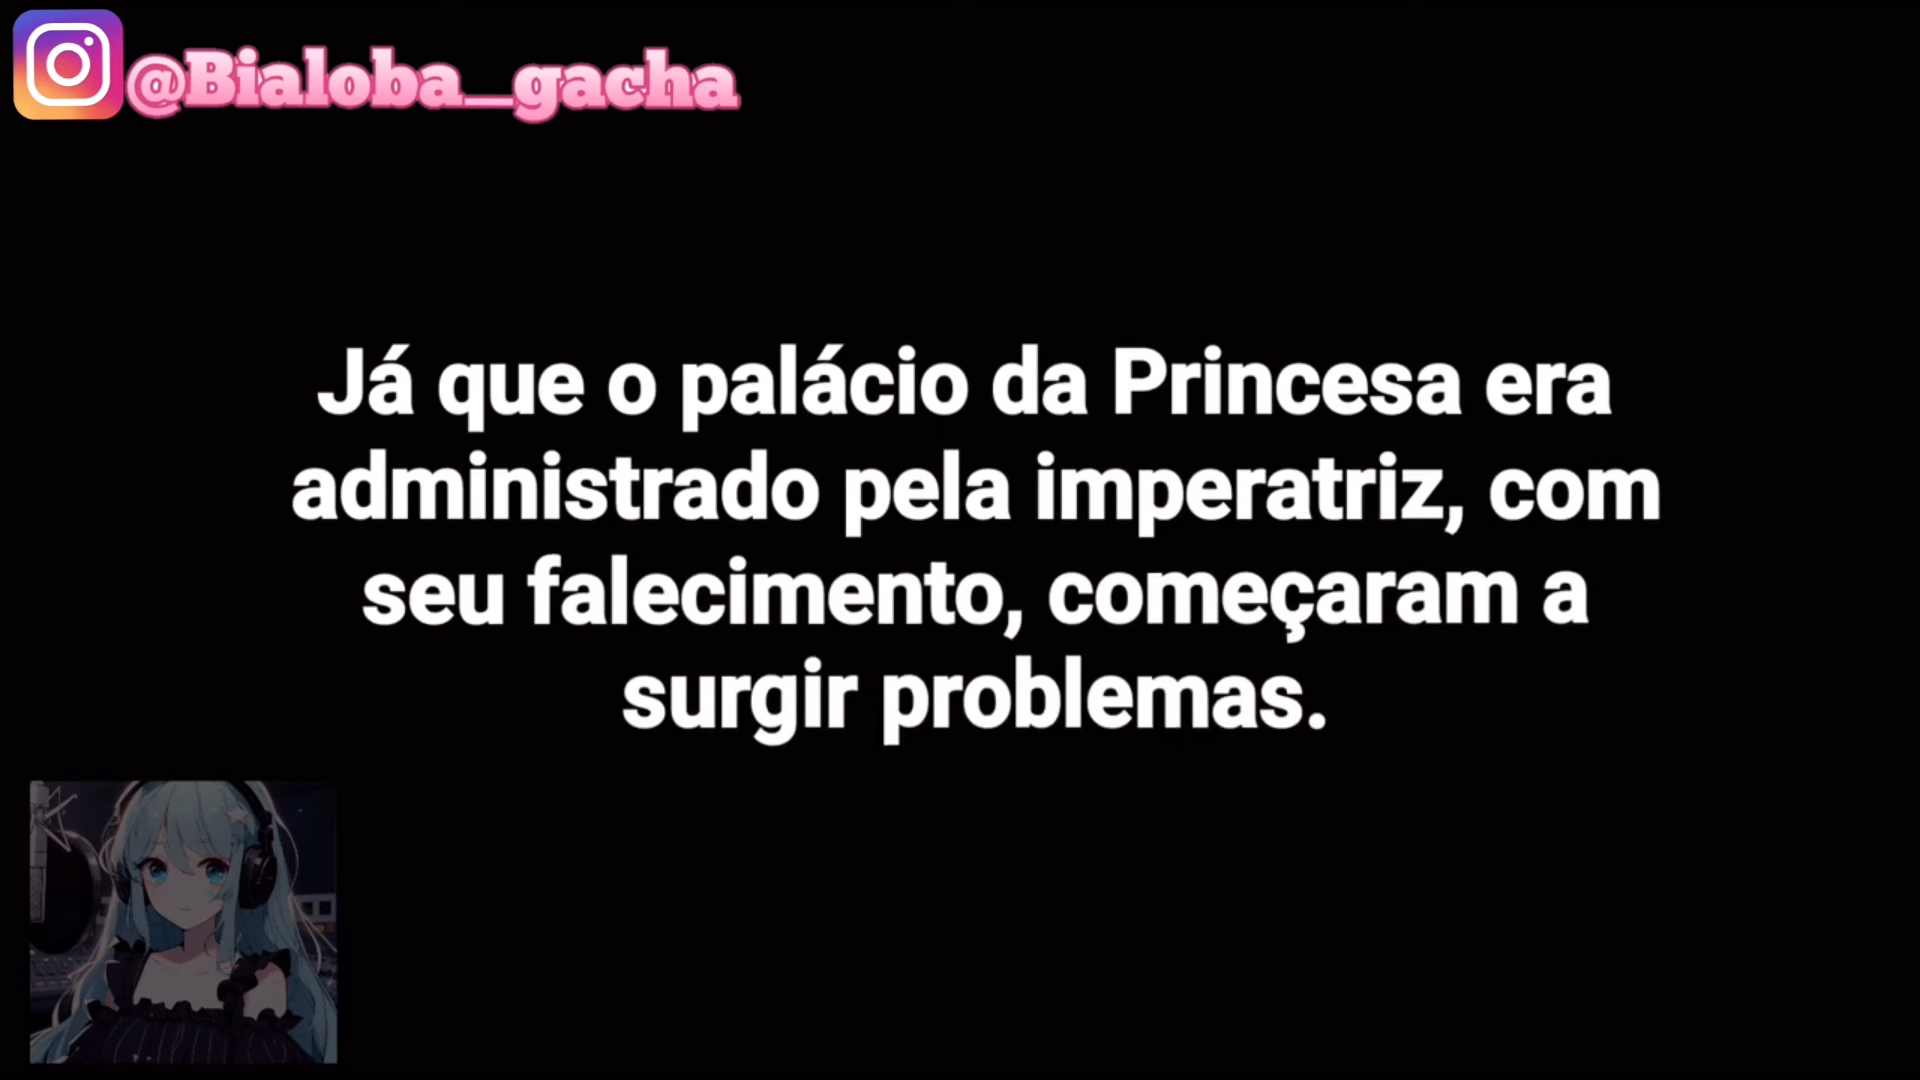 @Bialoba_gacha
Já que o palácio da Princesa era
administrado pela imperatriz, com
seu falecimento, começaram a
surgir problemas.